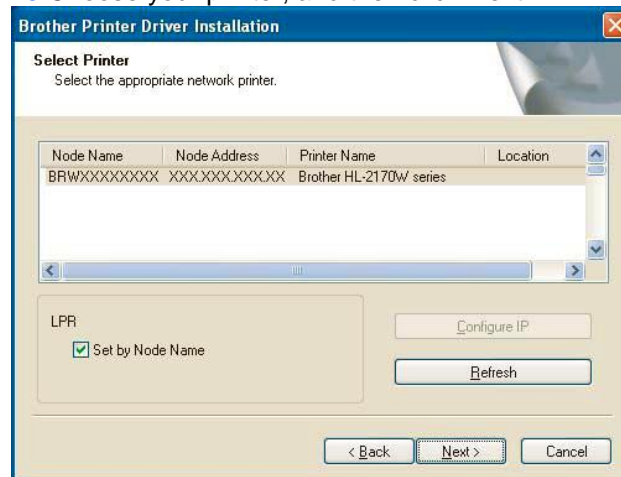 Brother Printer Driver Installation
Select Printer
Select the appropriate network printer.
Node Name Node Address Printer Name Location
BRWXXXXXXXX XXX.XXX.XXX.XX Brother HL-2170W series
LPR
Configure IP
Set by Node Name
Refresh
< Back Next > Cancel